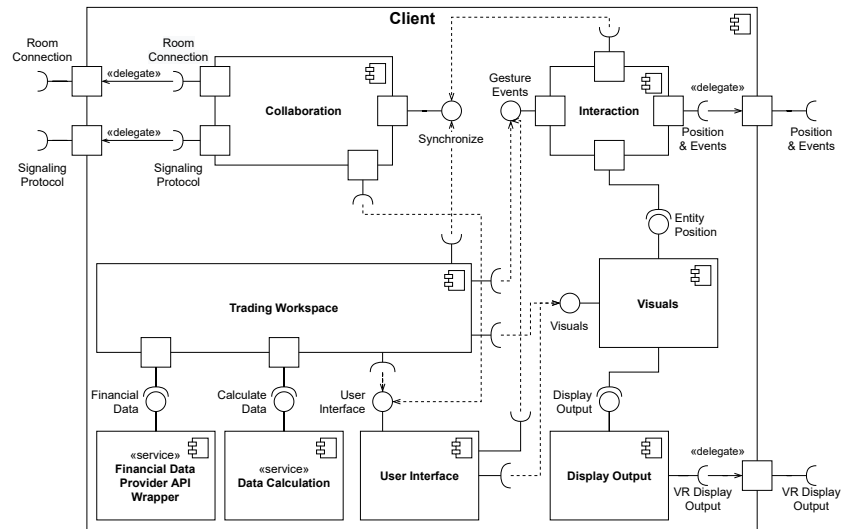 Client
Room
Connection
«delegate»
Room
Connection
Signaling
Protocol
«delegate»
Signaling
Protocol
Collaboration
Synchronize
Gesture
Events
Interaction
«delegate»
Position
& Events
Position
& Events
Entity
Position
Trading Workspace
Visuals
Visuals
Financial
Data
Calculate
Data
User
Interface
Display
Output
«service»
Financial Data
Provider API
Wrapper
«service»
Data Calculation
User Interface
Display Output
«delegate»
VR Display
Output
VR Display
Output